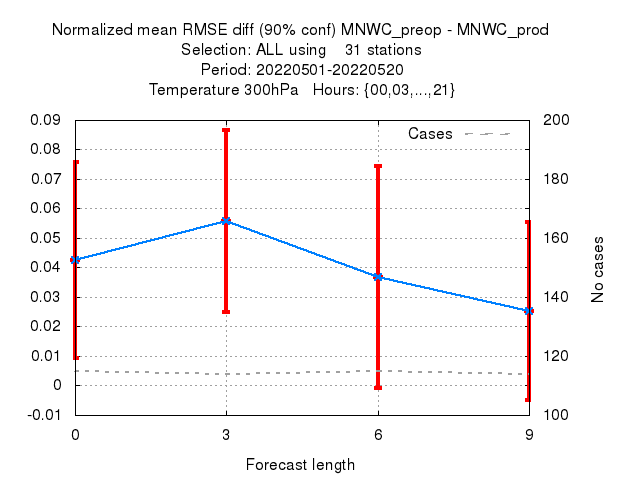 Normalized mean RMSE diff (90% conf) MNWC_preop - MNWC_prod
Selection: ALL using 31 stations
Period: 20220501-20220520
Temperature 300hPa Hours: {00,03,...,21}
Cases
0.09
0.08
0.07
0.06
0.05
0.04
0.03
0.02
0.01
0
-0.01
200
180
160
140
120
100
No cases
0 3 6 9
Forecast length